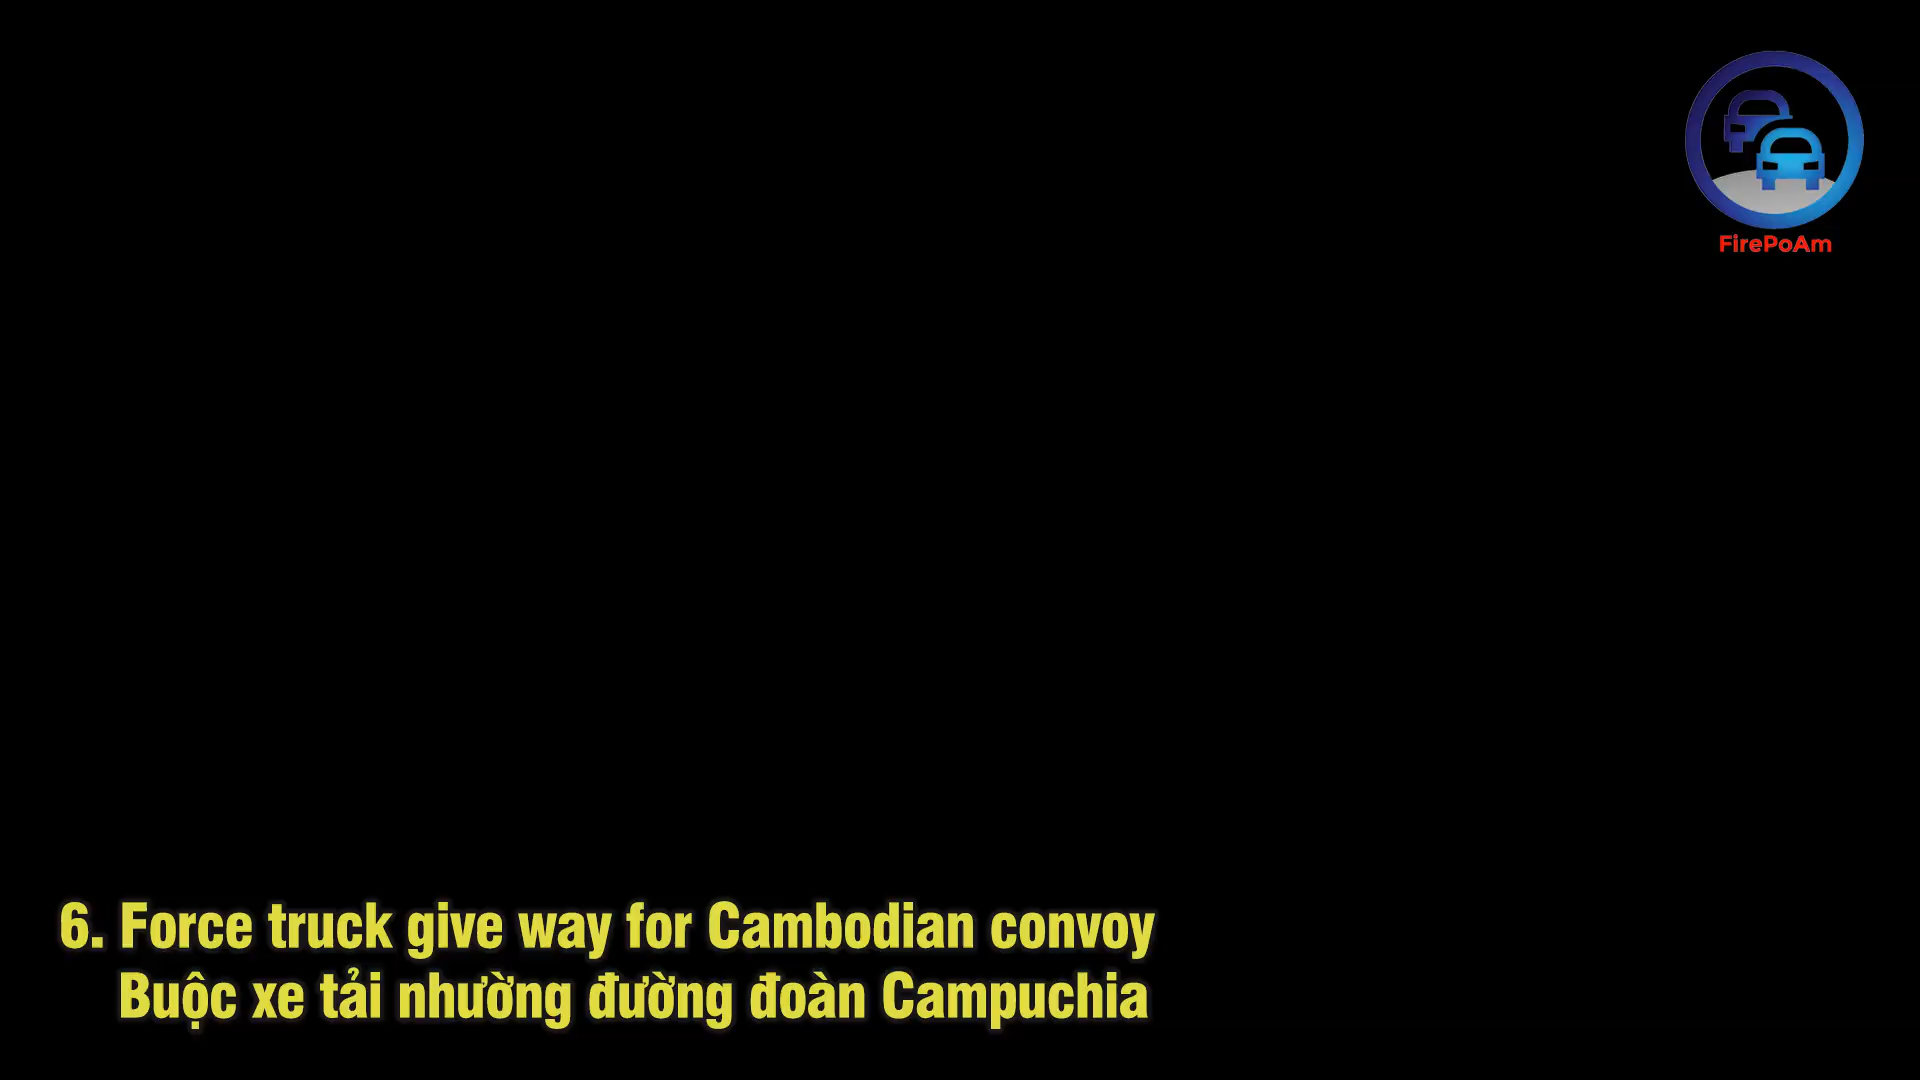 FirePoAm
6. Force truck give way for Cambodian convoy
Buộc xe tải nhường đường đoàn Campuchia